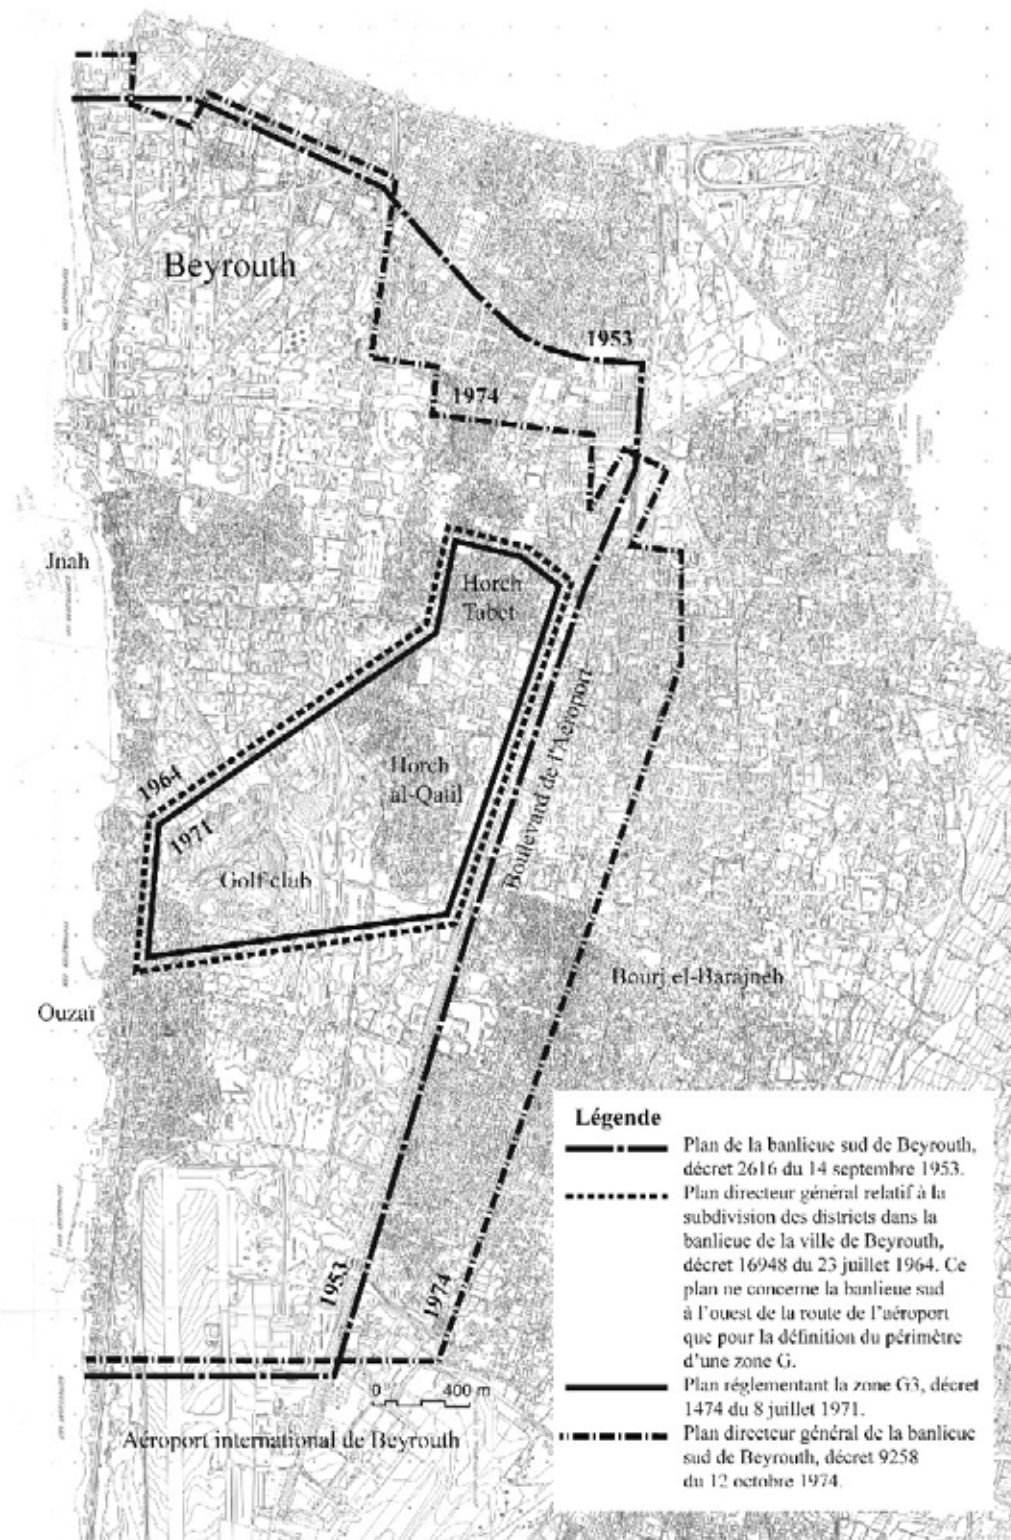 Beyrouth
1953
1974
Jnah
Horch
Tabet
Boulevard de l'Aéroport
Horch
al-Qatil
1964
1971
Golf club
Ouzaï
Bourj el-Barajneh
1953
1974
0 400 m
Aéroport international de Beyrouth
Légende
Plan de la banlieue sud de Beyrouth,
décret 2616 du 14 septembre 1953.
Plan directeur général relatif à la
subdivision des districts dans la
banlieue de la ville de Beyrouth,
décret 16948 du 23 juillet 1964. Ce
plan ne concerne la banlieue sud
à l'ouest de la route de l'aéroport
que pour la définition du périmètre
d'une zone G.
Plan réglementant la zone G3, décret
1474 du 8 juillet 1971.
Plan directeur général de la banlieue
sud de Beyrouth, décret 9258
du 12 octobre 1974.